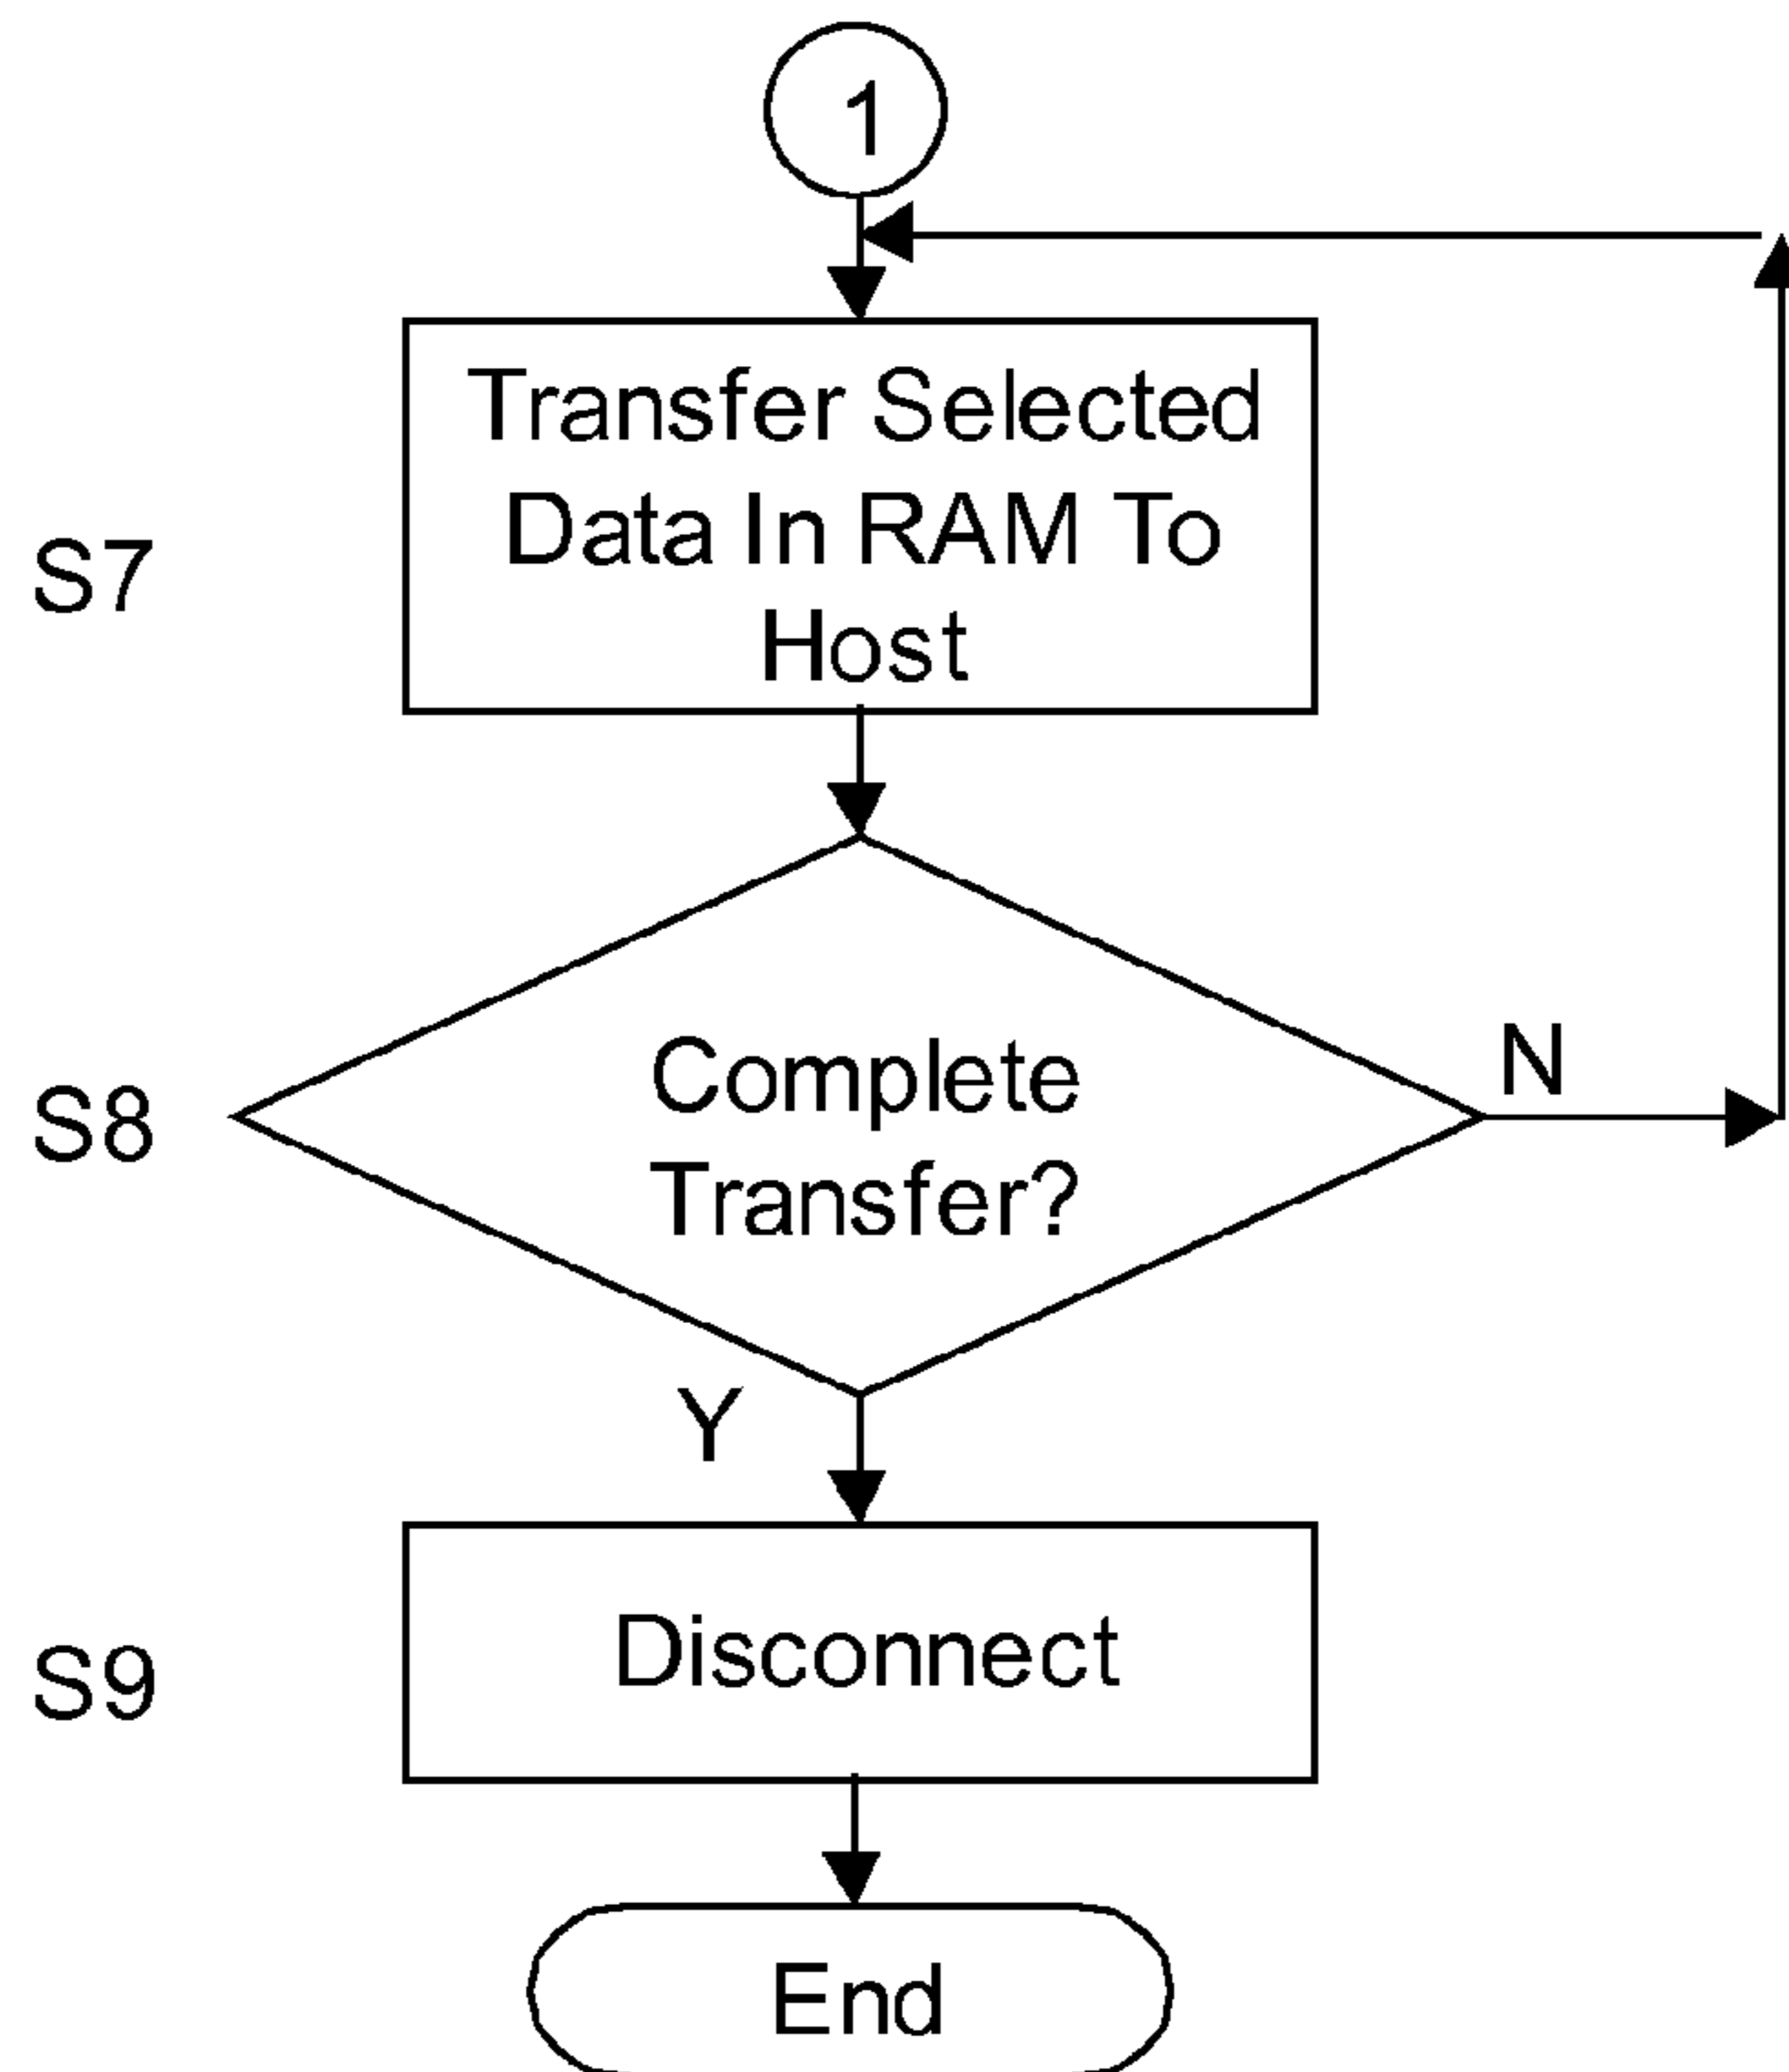 1
S7
Transfer Selected
Data In RAM To
Host
S8
Complete
Transfer?
N
Y
S9
Disconnect
End